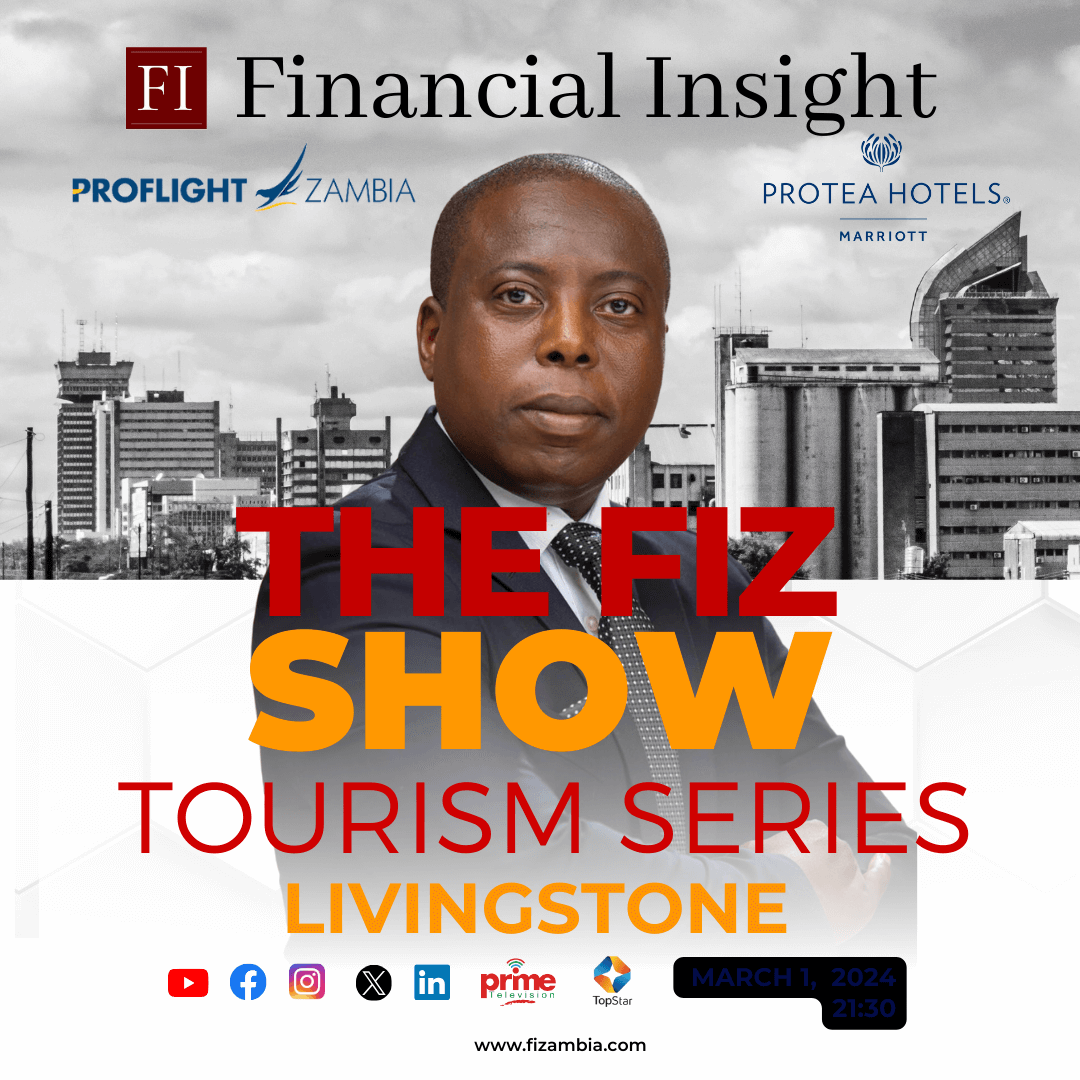 FI Financial Insight
PROFLIGHT ZAMBIA
PROTEA HOTELS®
MARRIOTT
THE FIZ
SHOW
TOURISM SERIES
LIVINGSTONE
in
prime
Television
TopStar
MARCH 1, 2024
21:30
www.fizambia.com